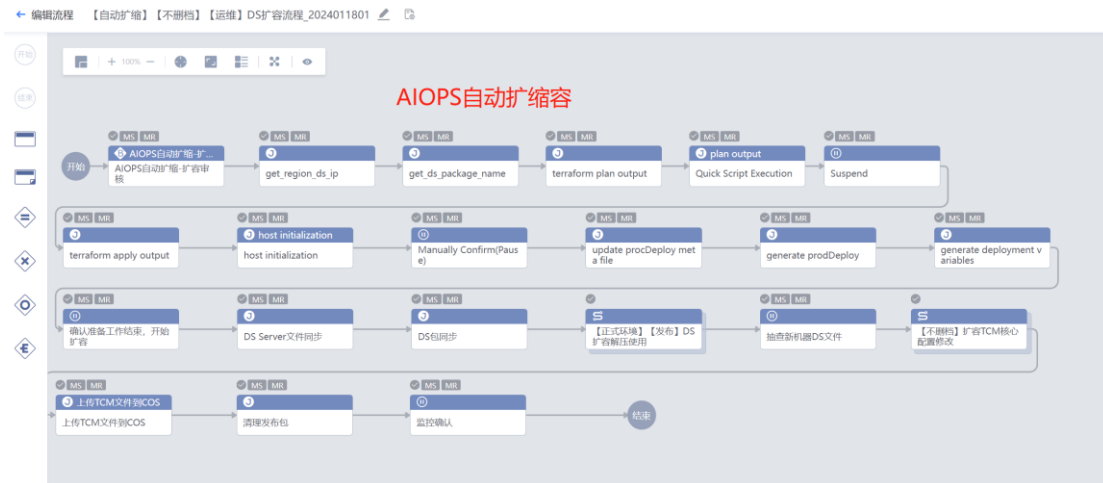 编辑流程 【自动扩缩】【不删档】【运维】DS扩容流程_2024011801
开始
结束
100%
AIOPS自动扩缩容
MS MR MS MR MS MR MS MR MS MR MS MR
开始
AIOPS自动扩缩-扩...
AIOPS自动扩缩-扩容审
核
get_region_ds_ip
get_ds_package_name
terraform plan output
plan output
Quick Script Execution
Suspend
MS MR MS MR MS MR MS MR MS MR MS MR
terraform apply output
host initialization
host initialization
Manually Confirm(Paus
e)
update procDeploy met
a file
generate prodDeploy
generate deployment v
ariables
MS MR MS MR MS MR MS MR
确认准备工作结束，开始
扩容
DS Server文件同步
DS包同步
【正式环境】【发布】DS
扩容解压使用
抽查新机器DS文件
【不删档】扩容TCM核心
配置修改
MS MR MS MR MS MR
上传TCM文件到COS
上传TCM文件到COS
清理发布包
监控确认
结束